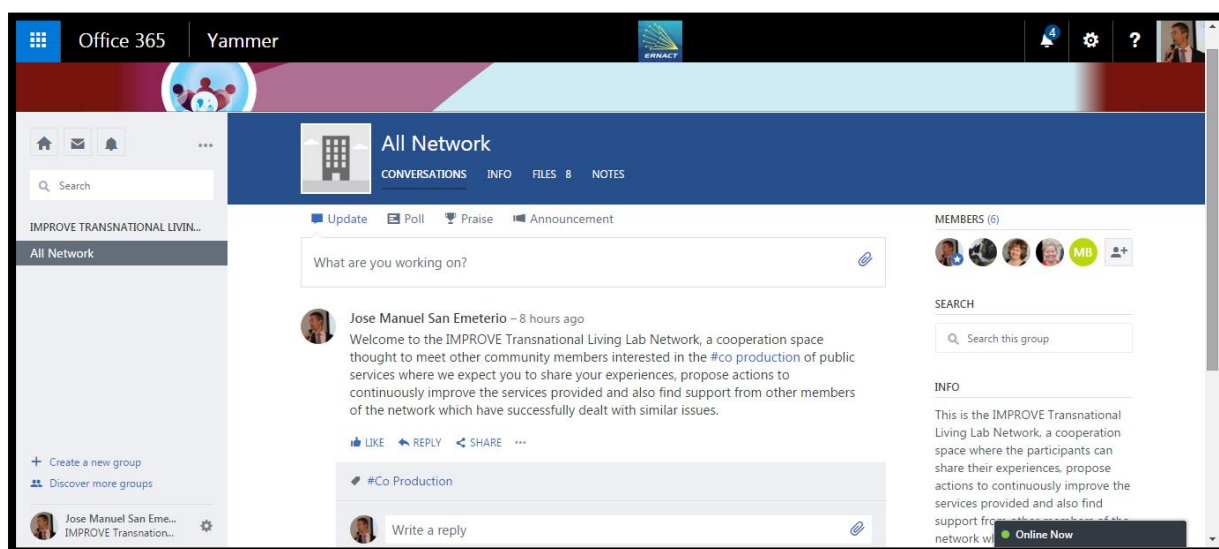 Office 365 Yammer
ERNACT
4
?
Search
IMPROVE TRANSNATIONAL LIVIN...
All Network
+ Create a new group
Discover more groups
Jose Manuel San Eme...
IMPROVE Transnation...
All Network
CONVERSATIONS INFO FILES 8 NOTES
Update Poll Praise Announcement
What are you working on?
Jose Manuel San Emeterio – 8 hours ago
Welcome to the IMPROVE Transnational Living Lab Network, a cooperation space
thought to meet other community members interested in the #co production of public
services where we expect you to share your experiences, propose actions to
continuously improve the services provided and also find support from other members
of the network which have successfully dealt with similar issues.
LIKE REPLY SHARE ...
#Co Production
Write a reply
MEMBERS (6)
MB
SEARCH
Search this group
INFO
This is the IMPROVE Transnational
Living Lab Network, a cooperation
space where the participants can
share their experiences, propose
actions to continuously improve the
services provided and also find
support from other members of the
network wi
Online Now